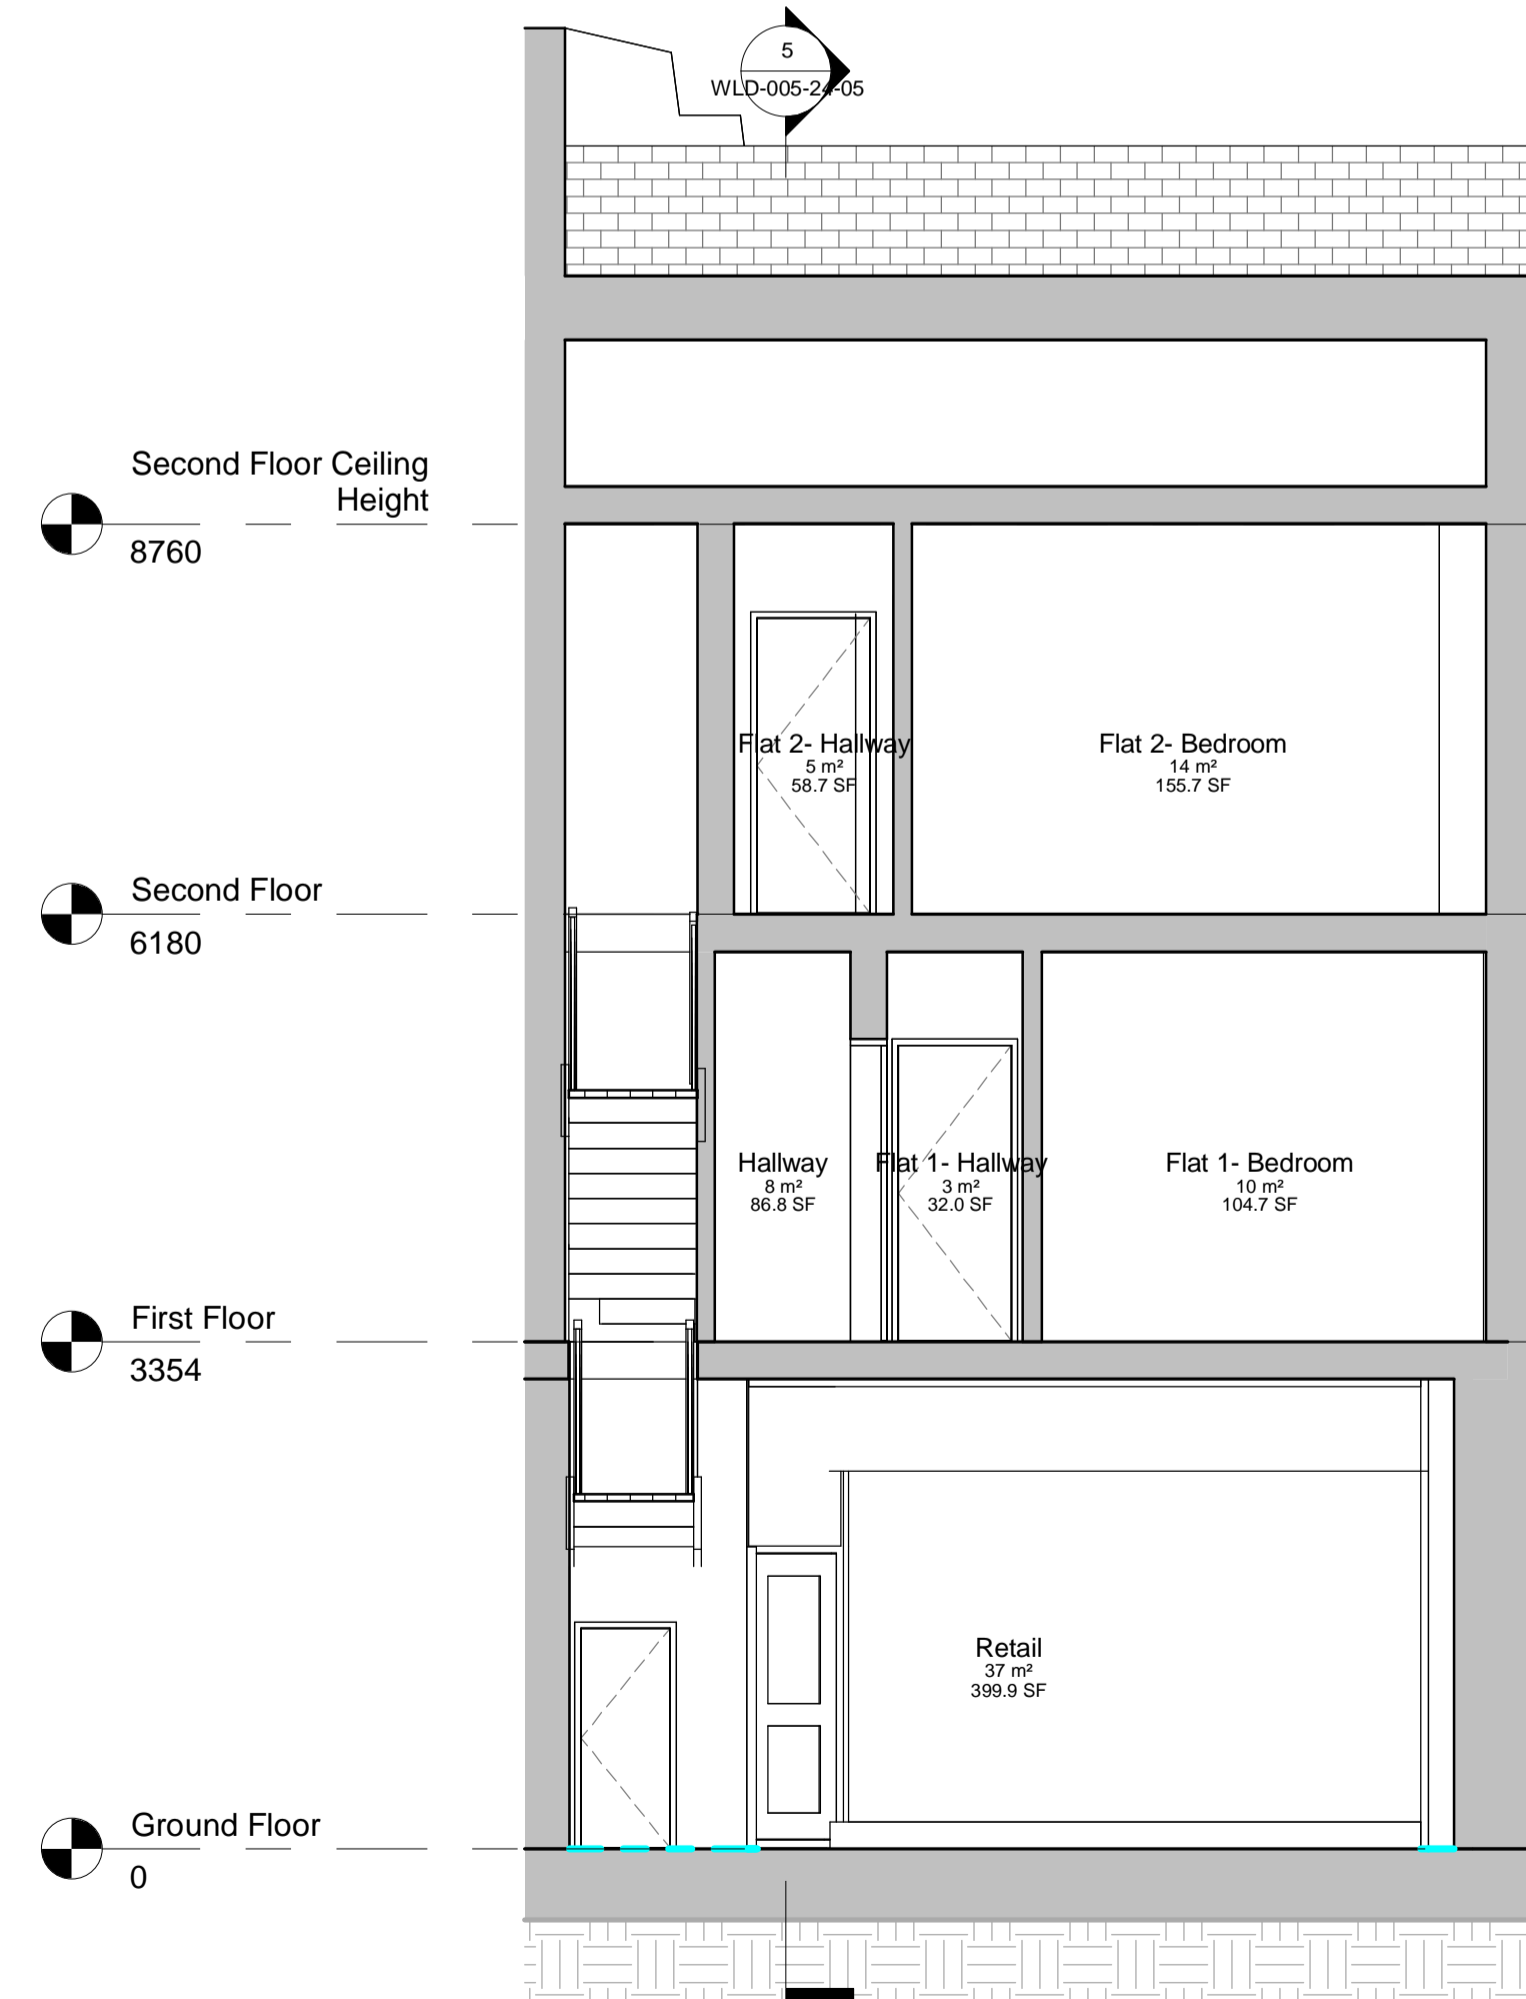 5
WLD-005-24-05
Second Floor Ceiling
Height
8760
Flat 2- Hallway
5 m²
58.7 SF
Flat 2- Bedroom
14 m²
155.7 SF
Second Floor
6180
Hallway
8 m²
86.8 SF
Flat 1- Hallway
3 m²
32.0 SF
Flat 1- Bedroom
10 m²
104.7 SF
First Floor
3354
Retail
37 m²
399.9 SF
Ground Floor
0